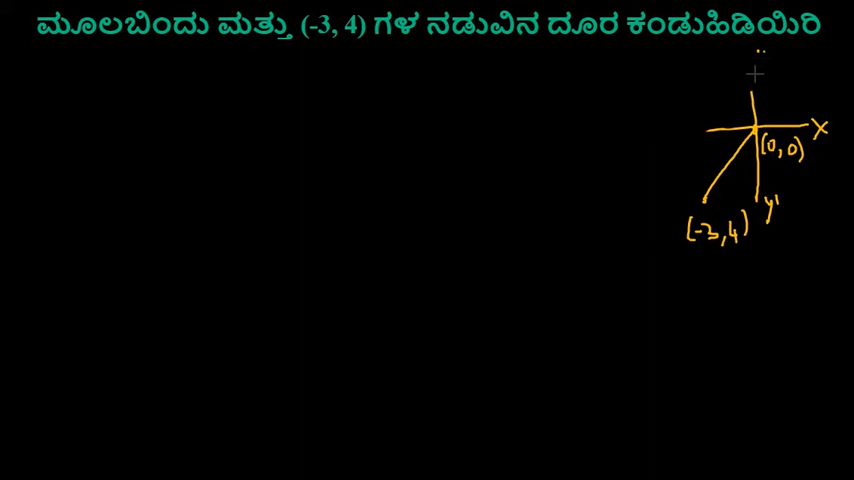 ಮೂಲಬಿಂದು ಮತ್ತು (-3, 4) ಗಳ ನಡುವಿನ ದೂರ ಕಂಡುಹಿಡಿಯಿರಿ
X
(0, 0)
y'
(-3, 4)